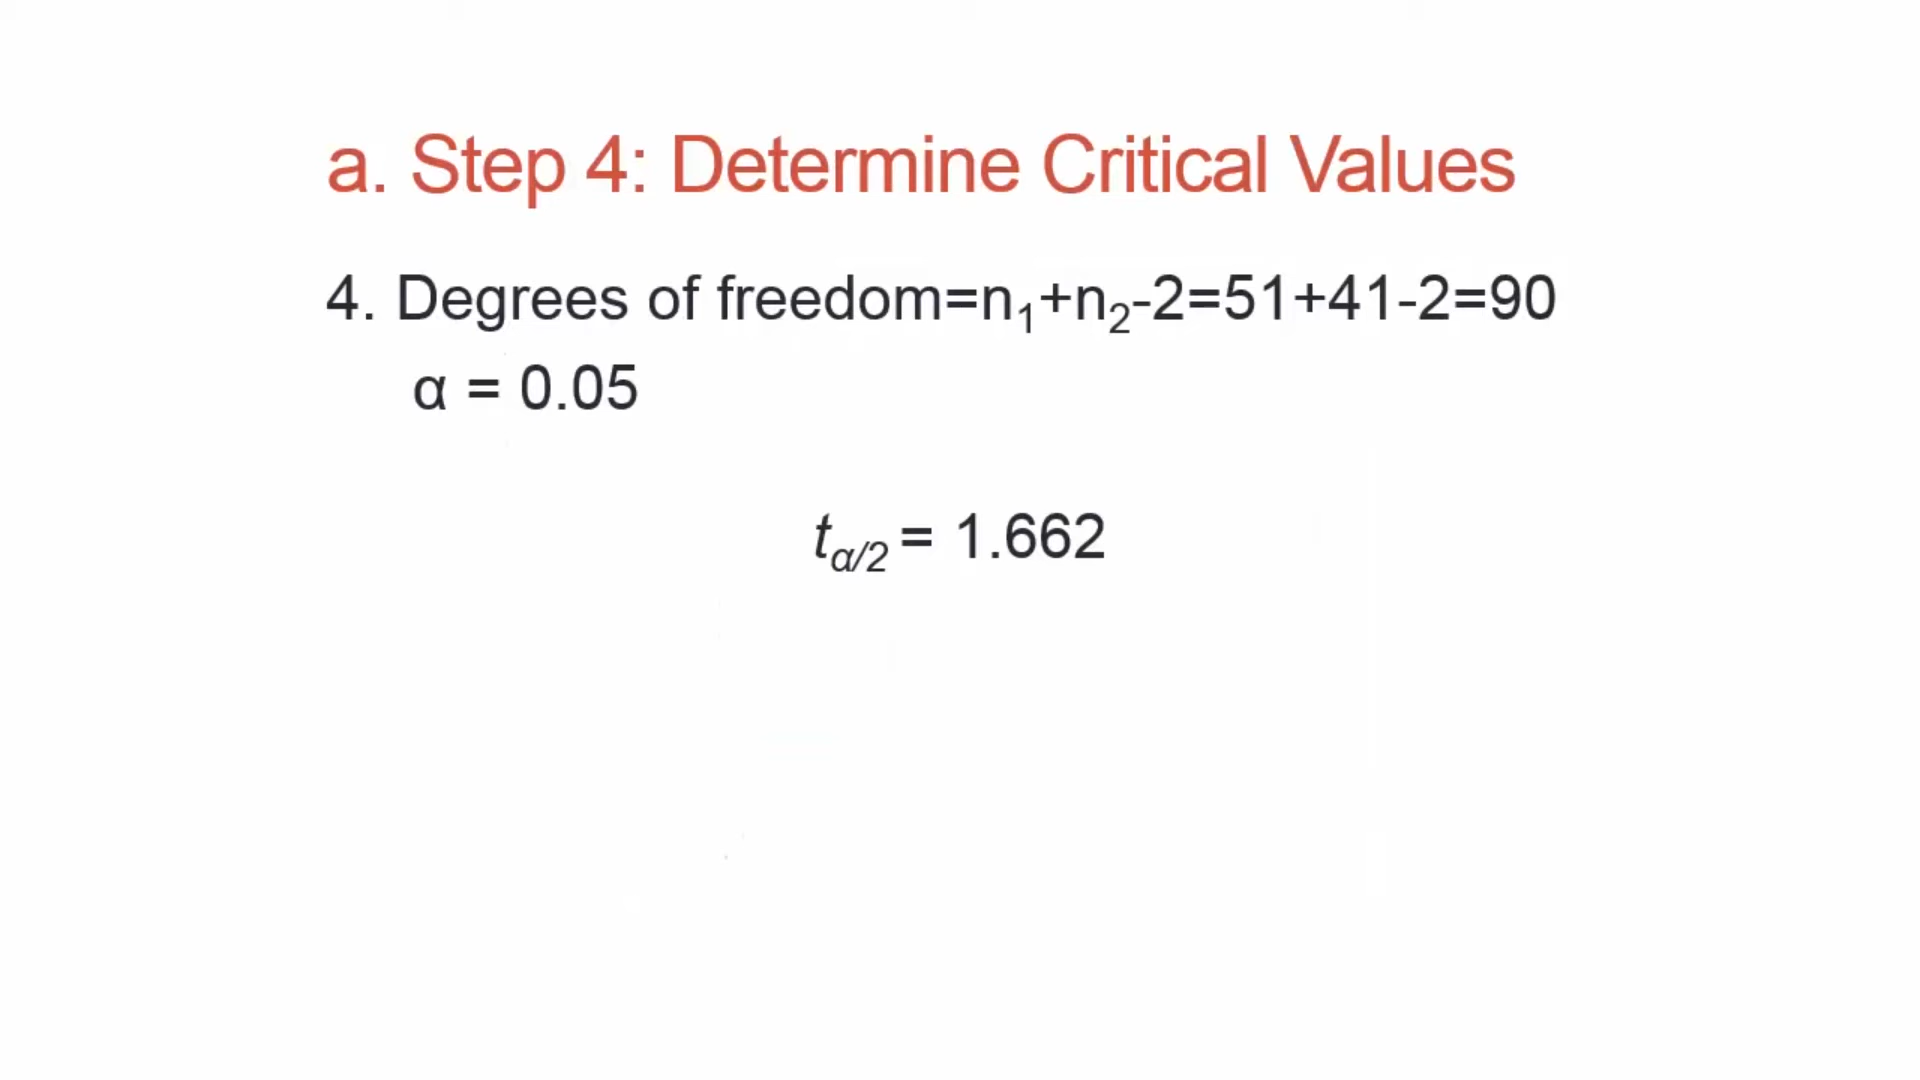 a. Step 4: Determine Critical Values
4. Degrees of freedom=n₁+n₂-2=51+41-2=90
α = 0.05
t α/2 = 1.662